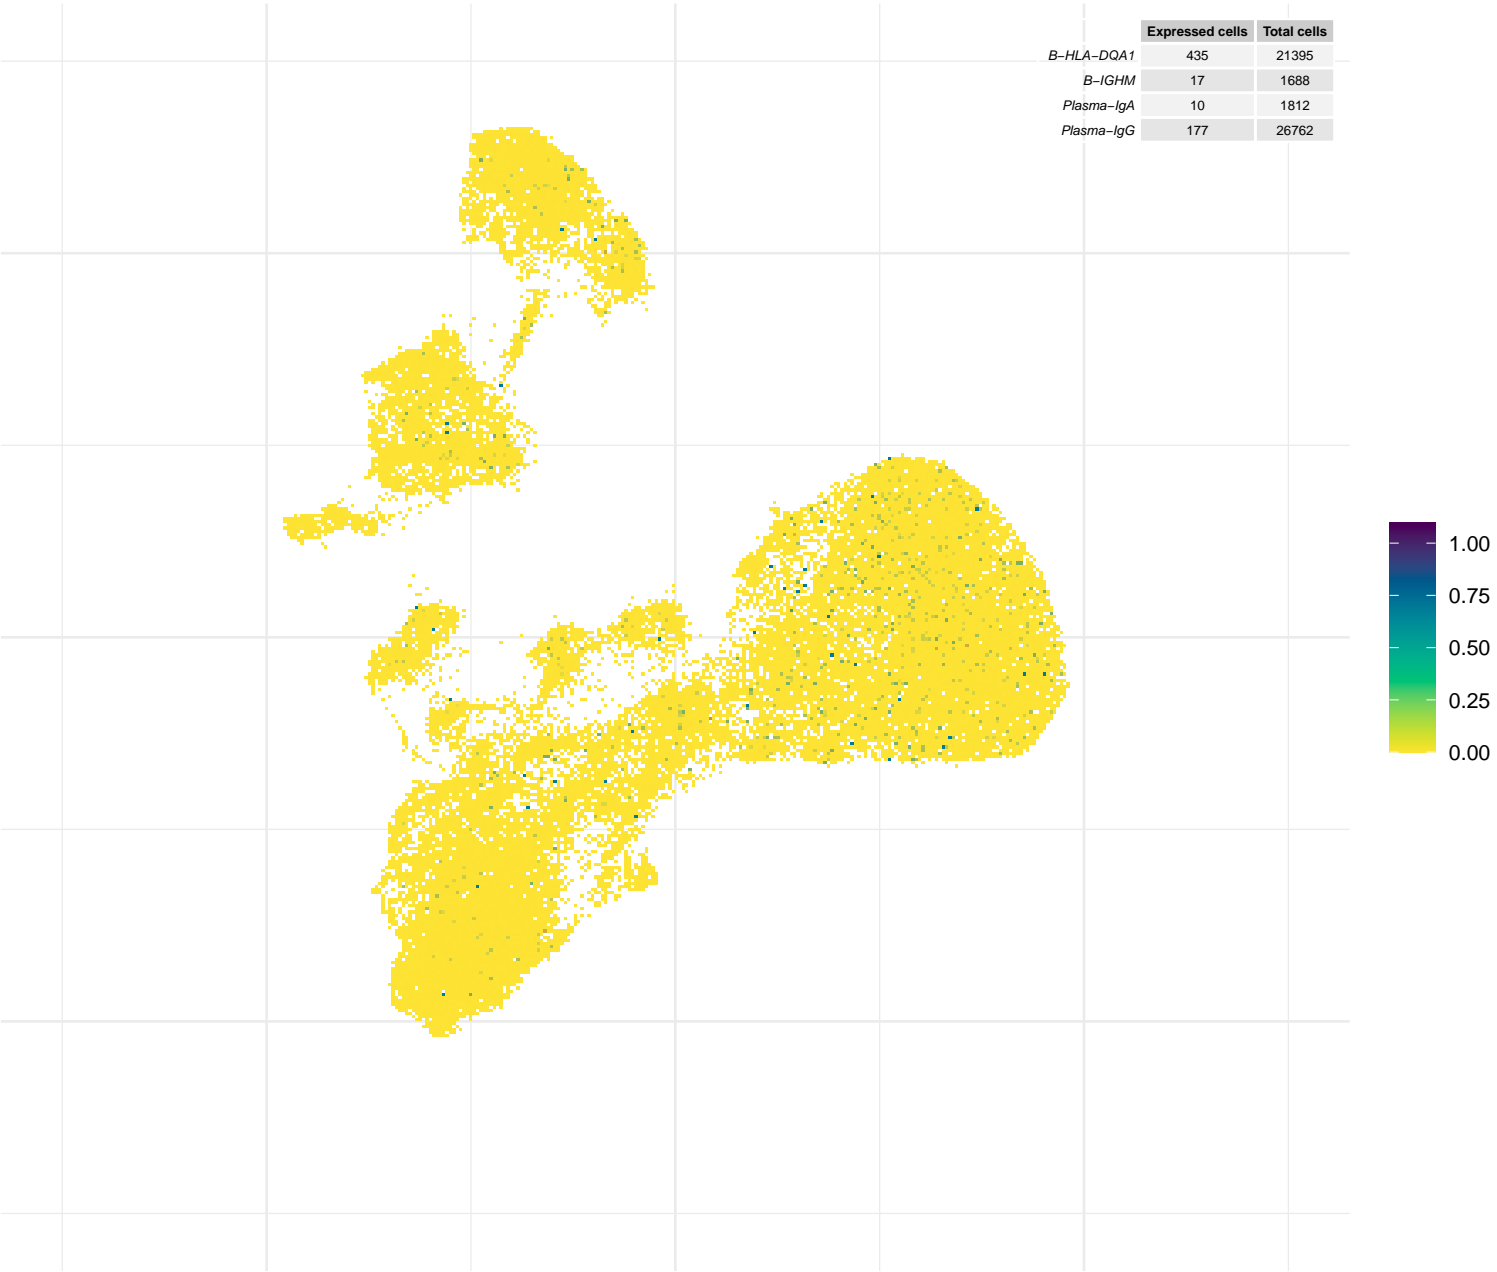 Expressed cells Total cells
B−HLA−DQA1 435 21395
B−IGHM 17 1688
Plasma−IgA 10 1812
Plasma−IgG 177 26762
1.00
0.75
0.50
0.25
0.00